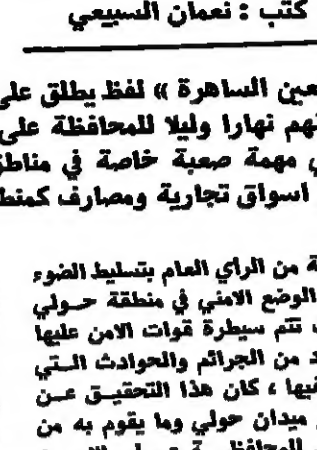 كتب : نعمان السبيعي
لعين الساهرة » لفظ يطلق على
نهم نهارا وليلا للمحافظة على
ي مهمة صعبة خاصة في مناطق
اسواق تجارية ومصارف كمنط
ة من الراي العام بتسليط الضوء
الوضع الامني في منطقة حولي
تتم سيطرة قوات الامن عليها
د من الجرائم والحوادث التي
فيها ، كان هذا التحقيق عن
ميدان حولي وما يقوم به من